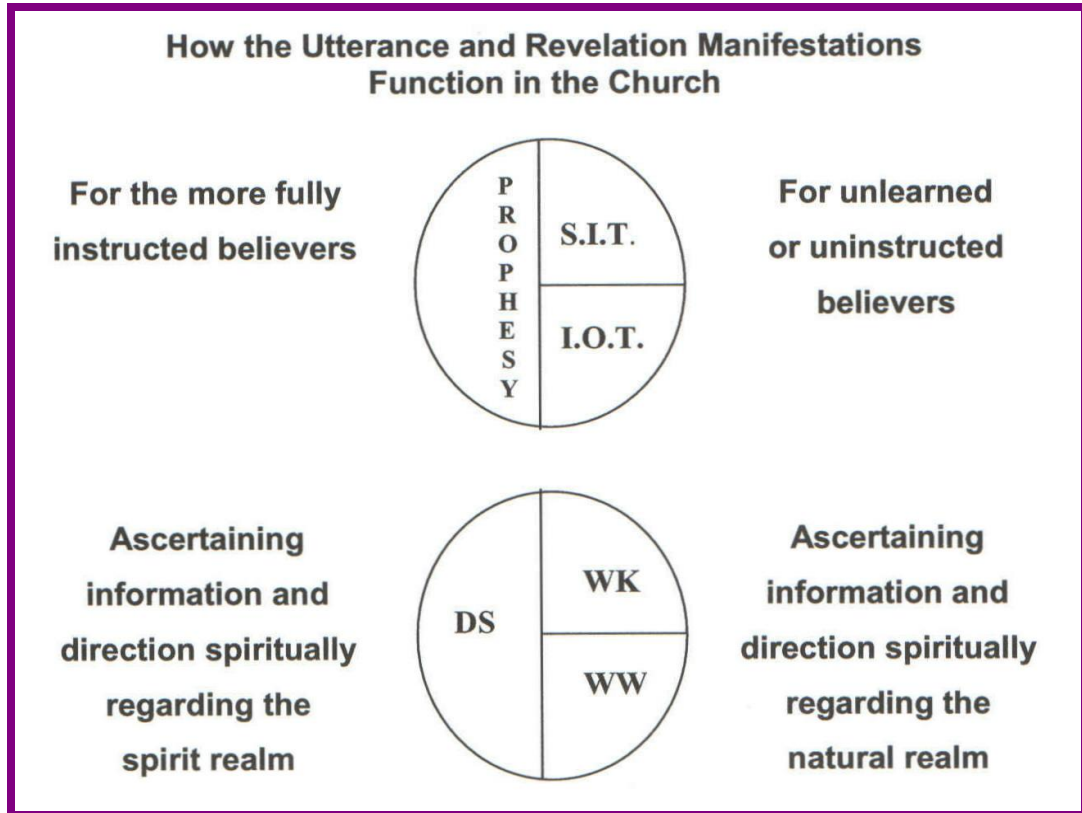 How the Utterance and Revelation Manifestations
Function in the Church
For the more fully
instructed believers
P
R
O
P
H
E
S
Y
S.I.T.
I.O.T.
For unlearned
or uninstructed
believers
Ascertaining
information and
direction spiritually
regarding the
spirit realm
DS
WK
WW
Ascertaining
information and
direction spiritually
regarding the
natural realm